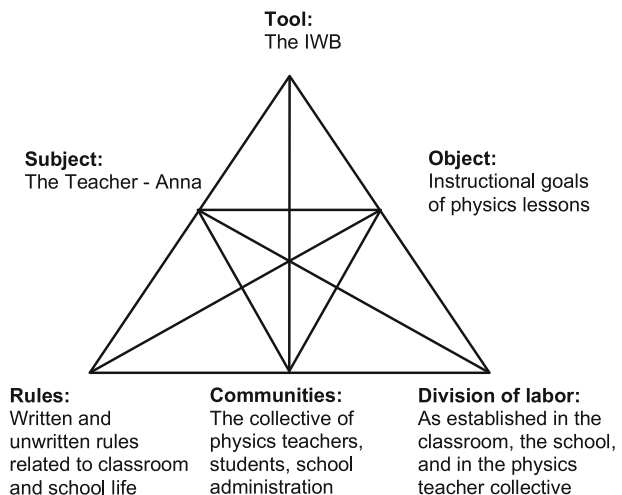 Tool:
The IWB
Subject:
The Teacher - Anna
Object:
Instructional goals
of physics lessons
Rules:
Written and
unwritten rules
related to classroom
and school life
Communities:
The collective of
physics teachers,
students, school
administration
Division of labor:
As established in the
classroom, the school,
and in the physics
teacher collective